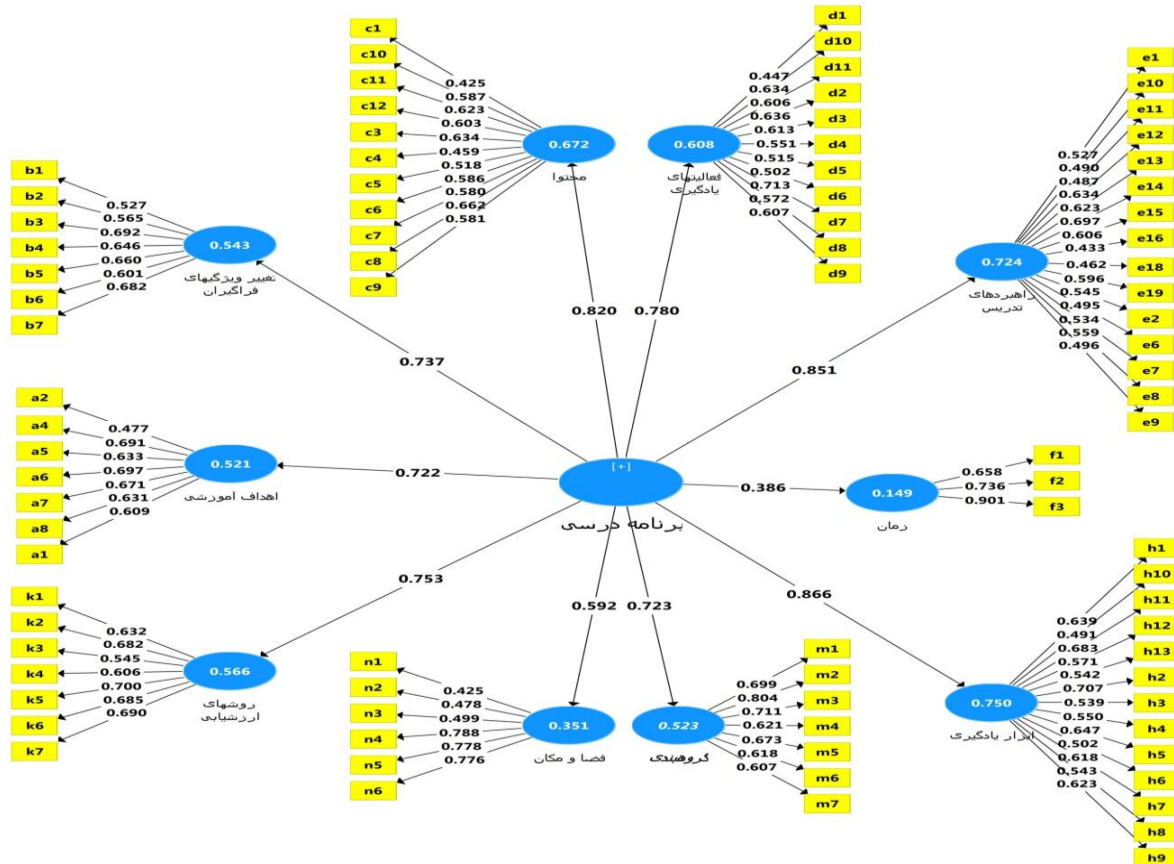 c1
c10
c11
c12
c3
c4
c5
c6
c7
c8
c9
0.425
0.587
0.623
0.603
0.634
0.459
0.518
0.586
0.580
0.662
0.581
0.672
محتوا
d1
d10
d11
d2
d3
d4
d5
d6
d7
d8
d9
0.447
0.634
0.606
0.636
0.613
0.551
0.515
0.502
0.713
0.572
0.607
0.608
فعالیتهای
یادگیری
e1
e10
e11
e12
e13
e14
e15
e16
e18
e19
e2
e6
e7
e8
e9
0.527
0.490
0.487
0.634
0.623
0.697
0.606
0.433
0.462
0.596
0.545
0.495
0.534
0.559
0.496
0.724
راهبردهای
تدریس
b1
b2
b3
b4
b5
b6
b7
0.527
0.565
0.692
0.646
0.660
0.601
0.682
0.543
تغییر ویژگیهای
فراگیران
0.820
0.780
0.737
0.851
a2
a4
a5
a6
a7
a8
a1
0.477
0.691
0.633
0.697
0.671
0.631
0.609
0.521
اهداف آموزشی
0.722
[+]
برنامه درسی
0.386
0.149
زمان
0.658
0.736
0.901
f1
f2
f3
0.753
0.592
0.723
0.866
k1
k2
k3
k4
k5
k6
k7
0.632
0.682
0.545
0.606
0.700
0.685
0.690
0.566
روشهای
ارزشیابی
n1
n2
n3
n4
n5
n6
0.425
0.478
0.499
0.788
0.778
0.776
0.351
فضا و مکان
0.523
گروهبندی
0.699
0.804
0.711
0.621
0.673
0.618
0.607
m1
m2
m3
m4
m5
m6
m7
0.750
ابزار یادگیری
0.639
0.491
0.683
0.571
0.542
0.707
0.539
0.550
0.647
0.502
0.618
0.543
0.623
h1
h10
h11
h12
h13
h2
h3
h4
h5
h6
h7
h8
h9